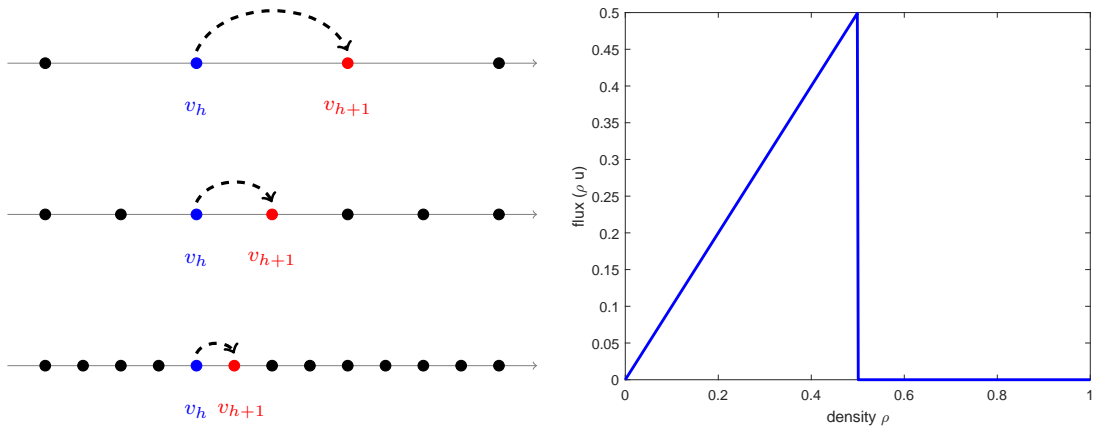 v_h
v_{h+1}
v_h
v_{h+1}
v_h
v_{h+1}
flux (ρ u)
0.5
0.45
0.4
0.35
0.3
0.25
0.2
0.15
0.1
0.05
0
0 0.2 0.4 0.6 0.8 1
density ρ